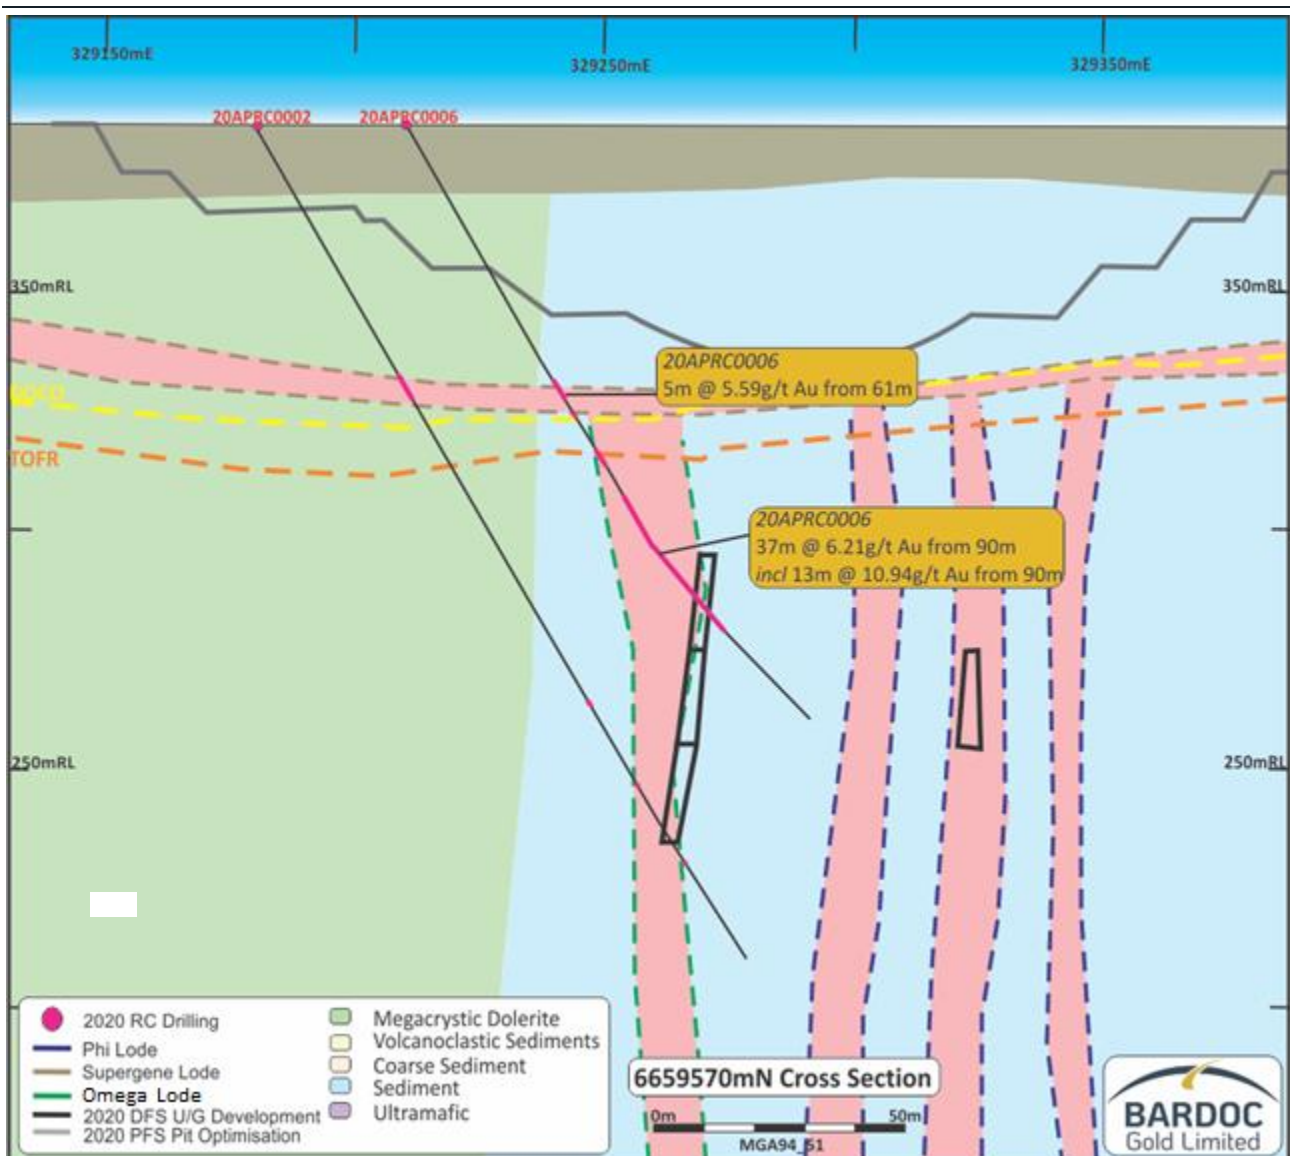 329150mE
329250mE
329350mE
20APRC0002
20APRC0006
350mRL
350mRL
20APRC0006
5m @ 5.59g/t Au from 61m
TOFR
20APRC0006
37m @ 6.21g/t Au from 90m
incl 13m @ 10.94g/t Au from 90m
250mRL
250mRL
2020 RC Drilling
Phi Lode
Supergene Lode
Omega Lode
2020 DFS U/G Development
2020 PFS Pit Optimisation
Megacrystic Dolerite
Volcanoclastic Sediments
Coarse Sediment
Sediment
Ultramafic
6659570mN Cross Section
0m
50m
MGA94_51
BARDOC
Gold Limited